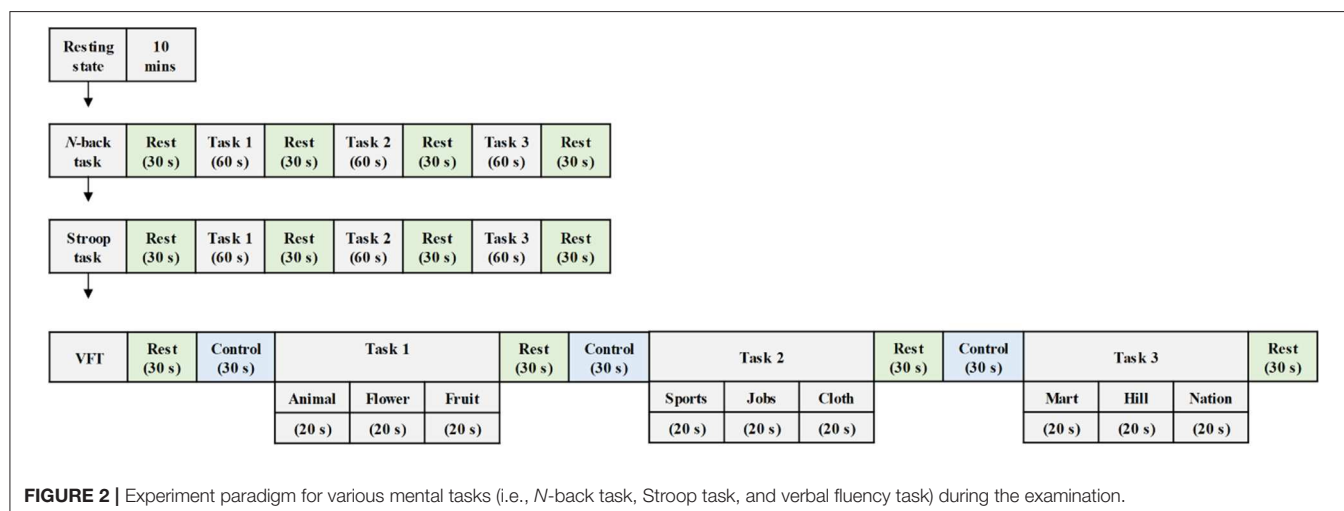 Resting state 10 mins
N-back task Rest (30 s) Task 1 (60 s) Rest (30 s) Task 2 (60 s) Rest (30 s) Task 3 (60 s) Rest (30 s)
Stroop task Rest (30 s) Task 1 (60 s) Rest (30 s) Task 2 (60 s) Rest (30 s) Task 3 (60 s) Rest (30 s)
VFT Rest (30 s) Control (30 s) Task 1 Rest (30 s) Control (30 s) Task 2 Rest (30 s) Control (30 s) Task 3 Rest (30 s)
Animal Flower Fruit Sports Jobs Cloth Mart Hill Nation
(20 s) (20 s) (20 s) (20 s) (20 s) (20 s) (20 s) (20 s) (20 s)
FIGURE 2 | Experiment paradigm for various mental tasks (i.e., N-back task, Stroop task, and verbal fluency task) during the examination.